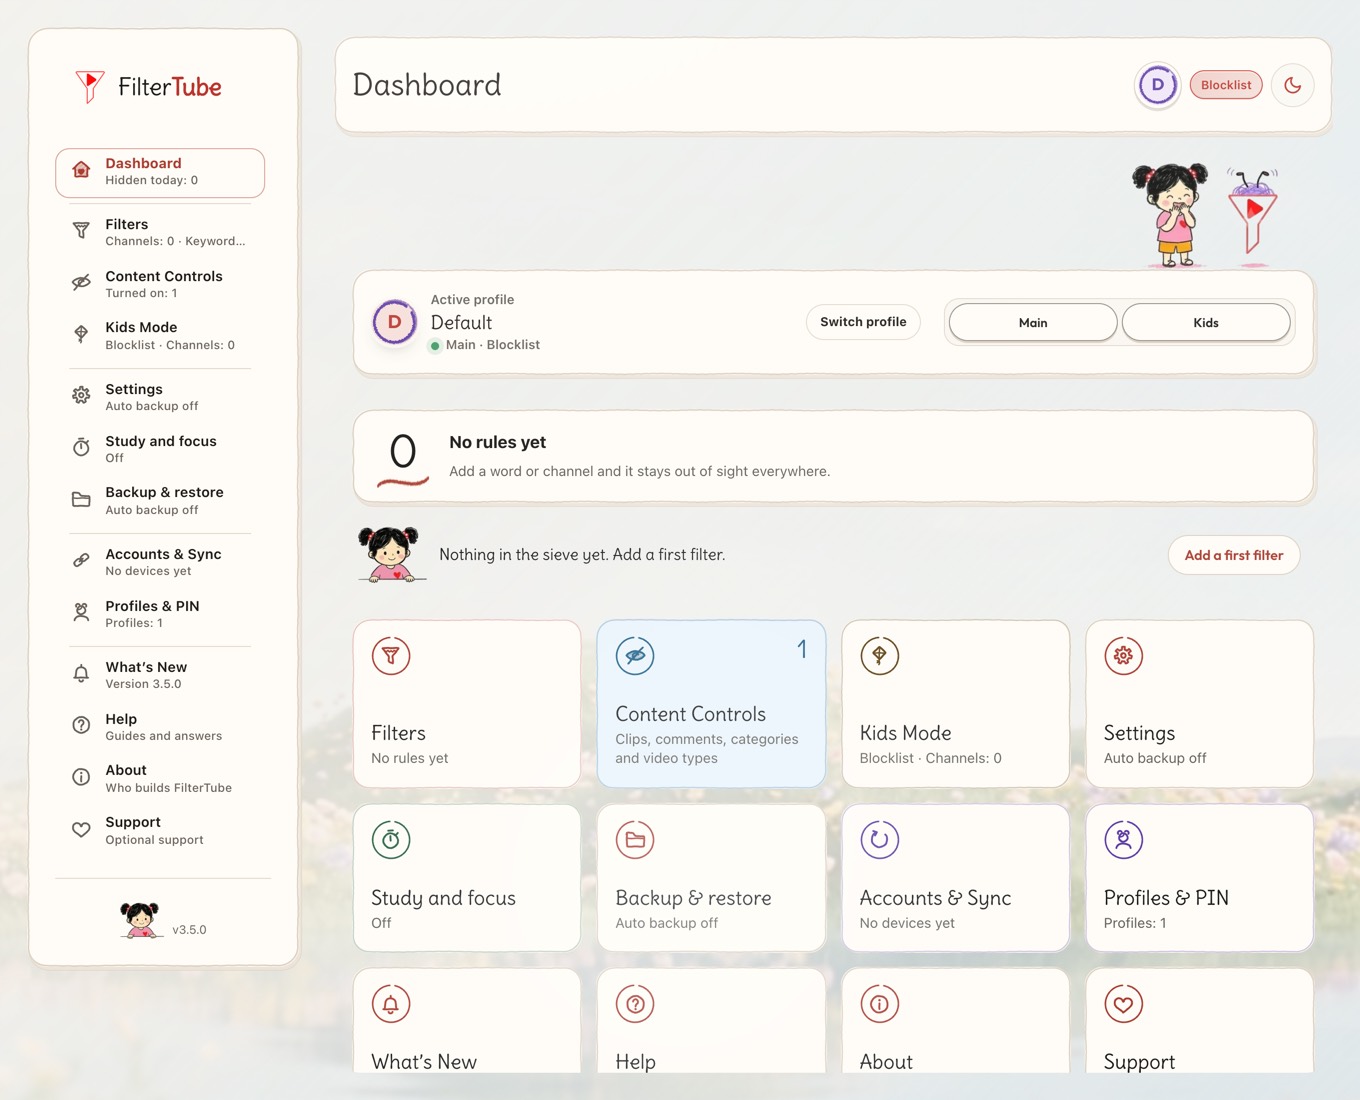 FilterTube
Dashboard
Hidden today: 0
Filters
Channels: 0 · Keyword...
Content Controls
Turned on: 1
Kids Mode
Blocklist · Channels: 0
Settings
Auto backup off
Study and focus
Off
Backup & restore
Auto backup off
Accounts & Sync
No devices yet
Profiles & PIN
Profiles: 1
What's New
Version 3.5.0
Help
Guides and answers
About
Who builds FilterTube
Support
Optional support
v3.5.0
Dashboard
D
Blocklist
D
Active profile
Default
Main · Blocklist
Switch profile
Main
Kids
0
No rules yet
Add a word or channel and it stays out of sight everywhere.
Nothing in the sieve yet. Add a first filter.
Add a first filter
Filters
No rules yet
1
Content Controls
Clips, comments, categories
and video types
Kids Mode
Blocklist · Channels: 0
Settings
Auto backup off
Study and focus
Off
Backup & restore
Auto backup off
Accounts & Sync
No devices yet
Profiles & PIN
Profiles: 1
What's New
Help
About
Support